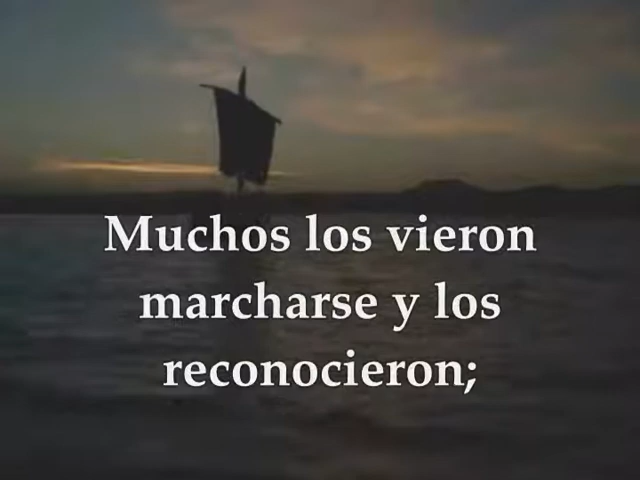 Muchos los vieron
marcharse y los
reconocieron;